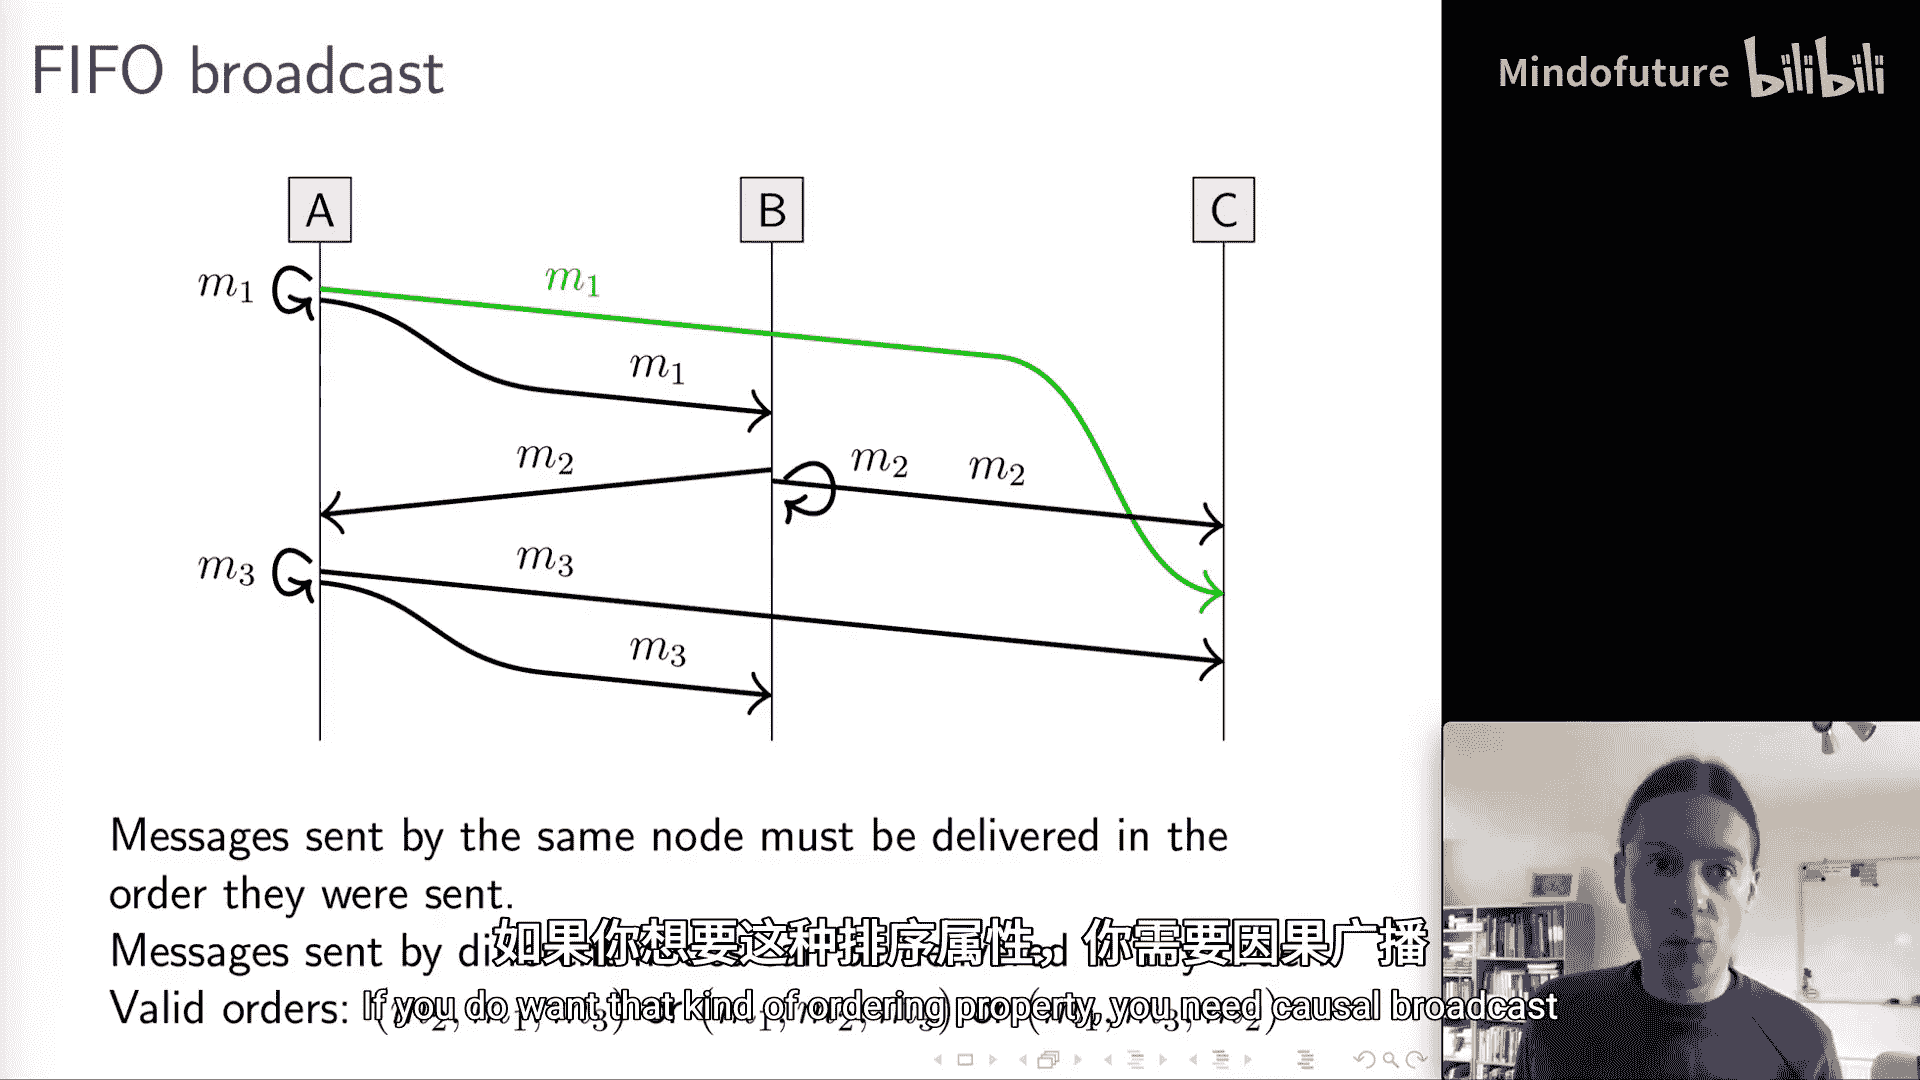 FIFO broadcast
Mindofuture bilibili
A
B
C
m₁
m₁
m₁
m₂
m₂
m₂
m₃
m₃
m₃
Messages sent by the same node must be delivered in the
order they were sent.
如果你想要这种排序属性，你需要因果广播
Messages sent by
Valid orders:
If you do want that kind of ordering property, you need causal broadcast